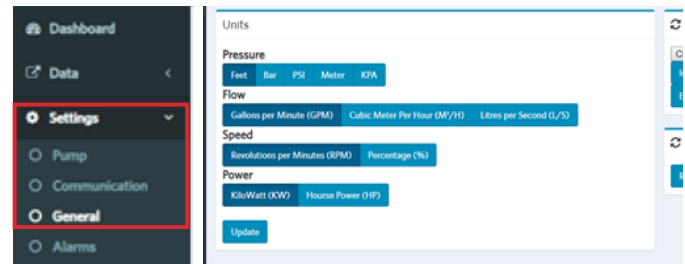 Dashboard
Data
Settings
Pump
Communication
General
Alarms
Units
Pressure
Feet Bar PSI Meter KPA
Flow
Gallons per Minute (GPM) Cubic Meter Per Hour (M³/H) Litres per Second (L/S)
Speed
Revolutions per Minutes (RPM) Percentage (%)
Power
KiloWatt (KW) Hourse Power (HP)
Update